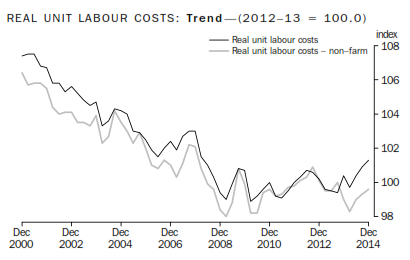 REAL UNIT LABOUR COSTS: Trend—(2012–13 = 100.0)
index
Real unit labour costs
Real unit labour costs – non–farm
108
106
104
102
100
98
Dec Dec Dec Dec Dec Dec Dec Dec
2000 2002 2004 2006 2008 2010 2012 2014